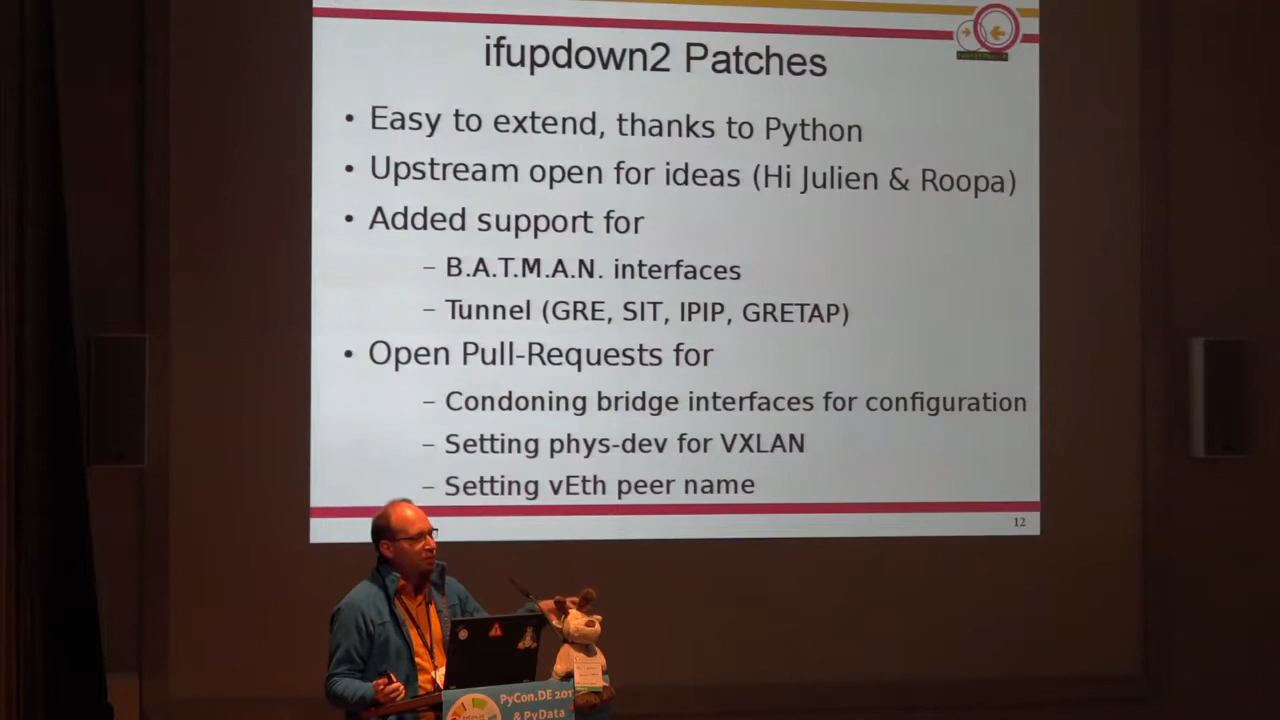 ifupdown2 Patches
• Easy to extend, thanks to Python
• Upstream open for ideas (Hi Julien & Roopa)
• Added support for
– B.A.T.M.A.N. interfaces
– Tunnel (GRE, SIT, IPIP, GRETAP)
• Open Pull-Requests for
– Condoning bridge interfaces for configuration
– Setting phys-dev for VXLAN
– Setting vEth peer name
12
PyCon.DE 201
& PyData